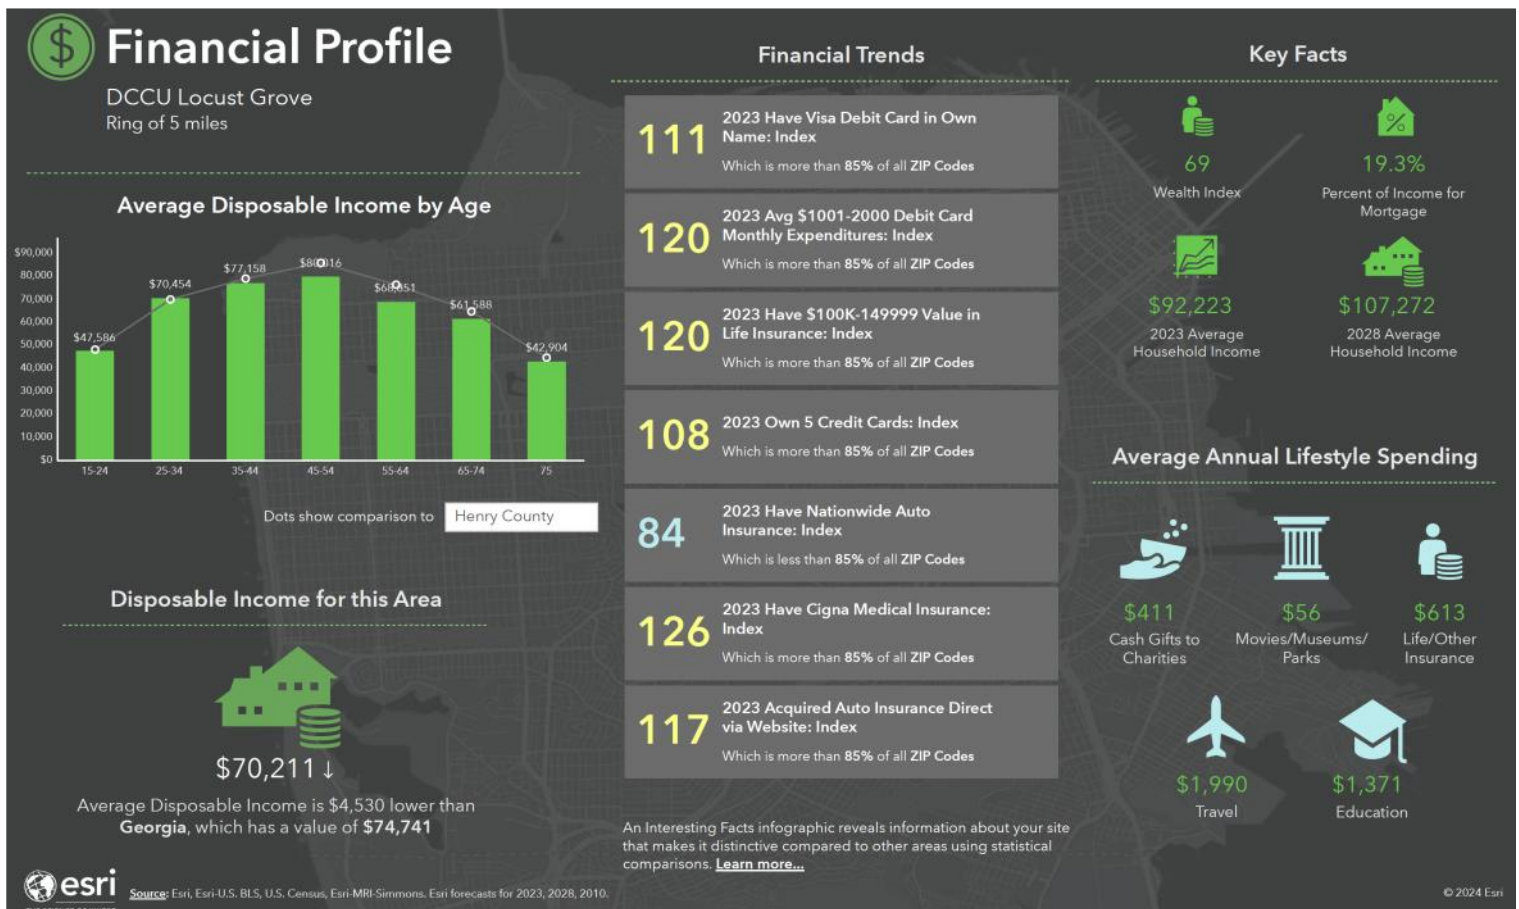 $
Financial Profile
DCCU Locust Grove
Ring of 5 miles
Average Disposable Income by Age
$90,000
80,000
70,000
60,000
50,000
40,000
30,000
20,000
10,000
$0
$47,586
$70,454
$77,158
$61,588
$42,904
15-24
25-34
35-44
45-54
55-64
65-74
75
Dots show comparison to
Henry County
Disposable Income for this Area
$70,211↓
Average Disposable Income is $4,530 lower than
Georgia, which has a value of $74,741
Financial Trends
111
2023 Have Visa Debit Card in Own
Name: Index
Which is more than 85% of all ZIP Codes
120
2023 Avg $1001-2000 Debit Card
Monthly Expenditures: Index
Which is more than 85% of all ZIP Codes
120
2023 Have $100K-149999 Value in
Life Insurance: Index
Which is more than 85% of all ZIP Codes
108
2023 Own 5 Credit Cards: Index
Which is more than 85% of all ZIP Codes
84
2023 Have Nationwide Auto
Insurance: Index
Which is less than 85% of all ZIP Codes
126
2023 Have Cigna Medical Insurance:
Index
Which is more than 85% of all ZIP Codes
117
2023 Acquired Auto Insurance Direct
via Website: Index
Which is more than 85% of all ZIP Codes
An Interesting Facts infographic reveals information about your site
that makes it distinctive compared to other areas using statistical
comparisons. Learn more...
Key Facts
69
Wealth Index
%
19.3%
Percent of Income for
Mortgage
$92,223
2023 Average
Household Income
$107,272
2028 Average
Household Income
Average Annual Lifestyle Spending
$411
Cash Gifts to
Charities
$56
Movies/Museums/
Parks
$613
Life/Other
Insurance
$1,990
Travel
$1,371
Education
esri
Source: Esri, Esri-U.S. BLS, U.S. Census, Esri-MRI-Simmons. Esri forecasts for 2023, 2028, 2010.
© 2024 Esri